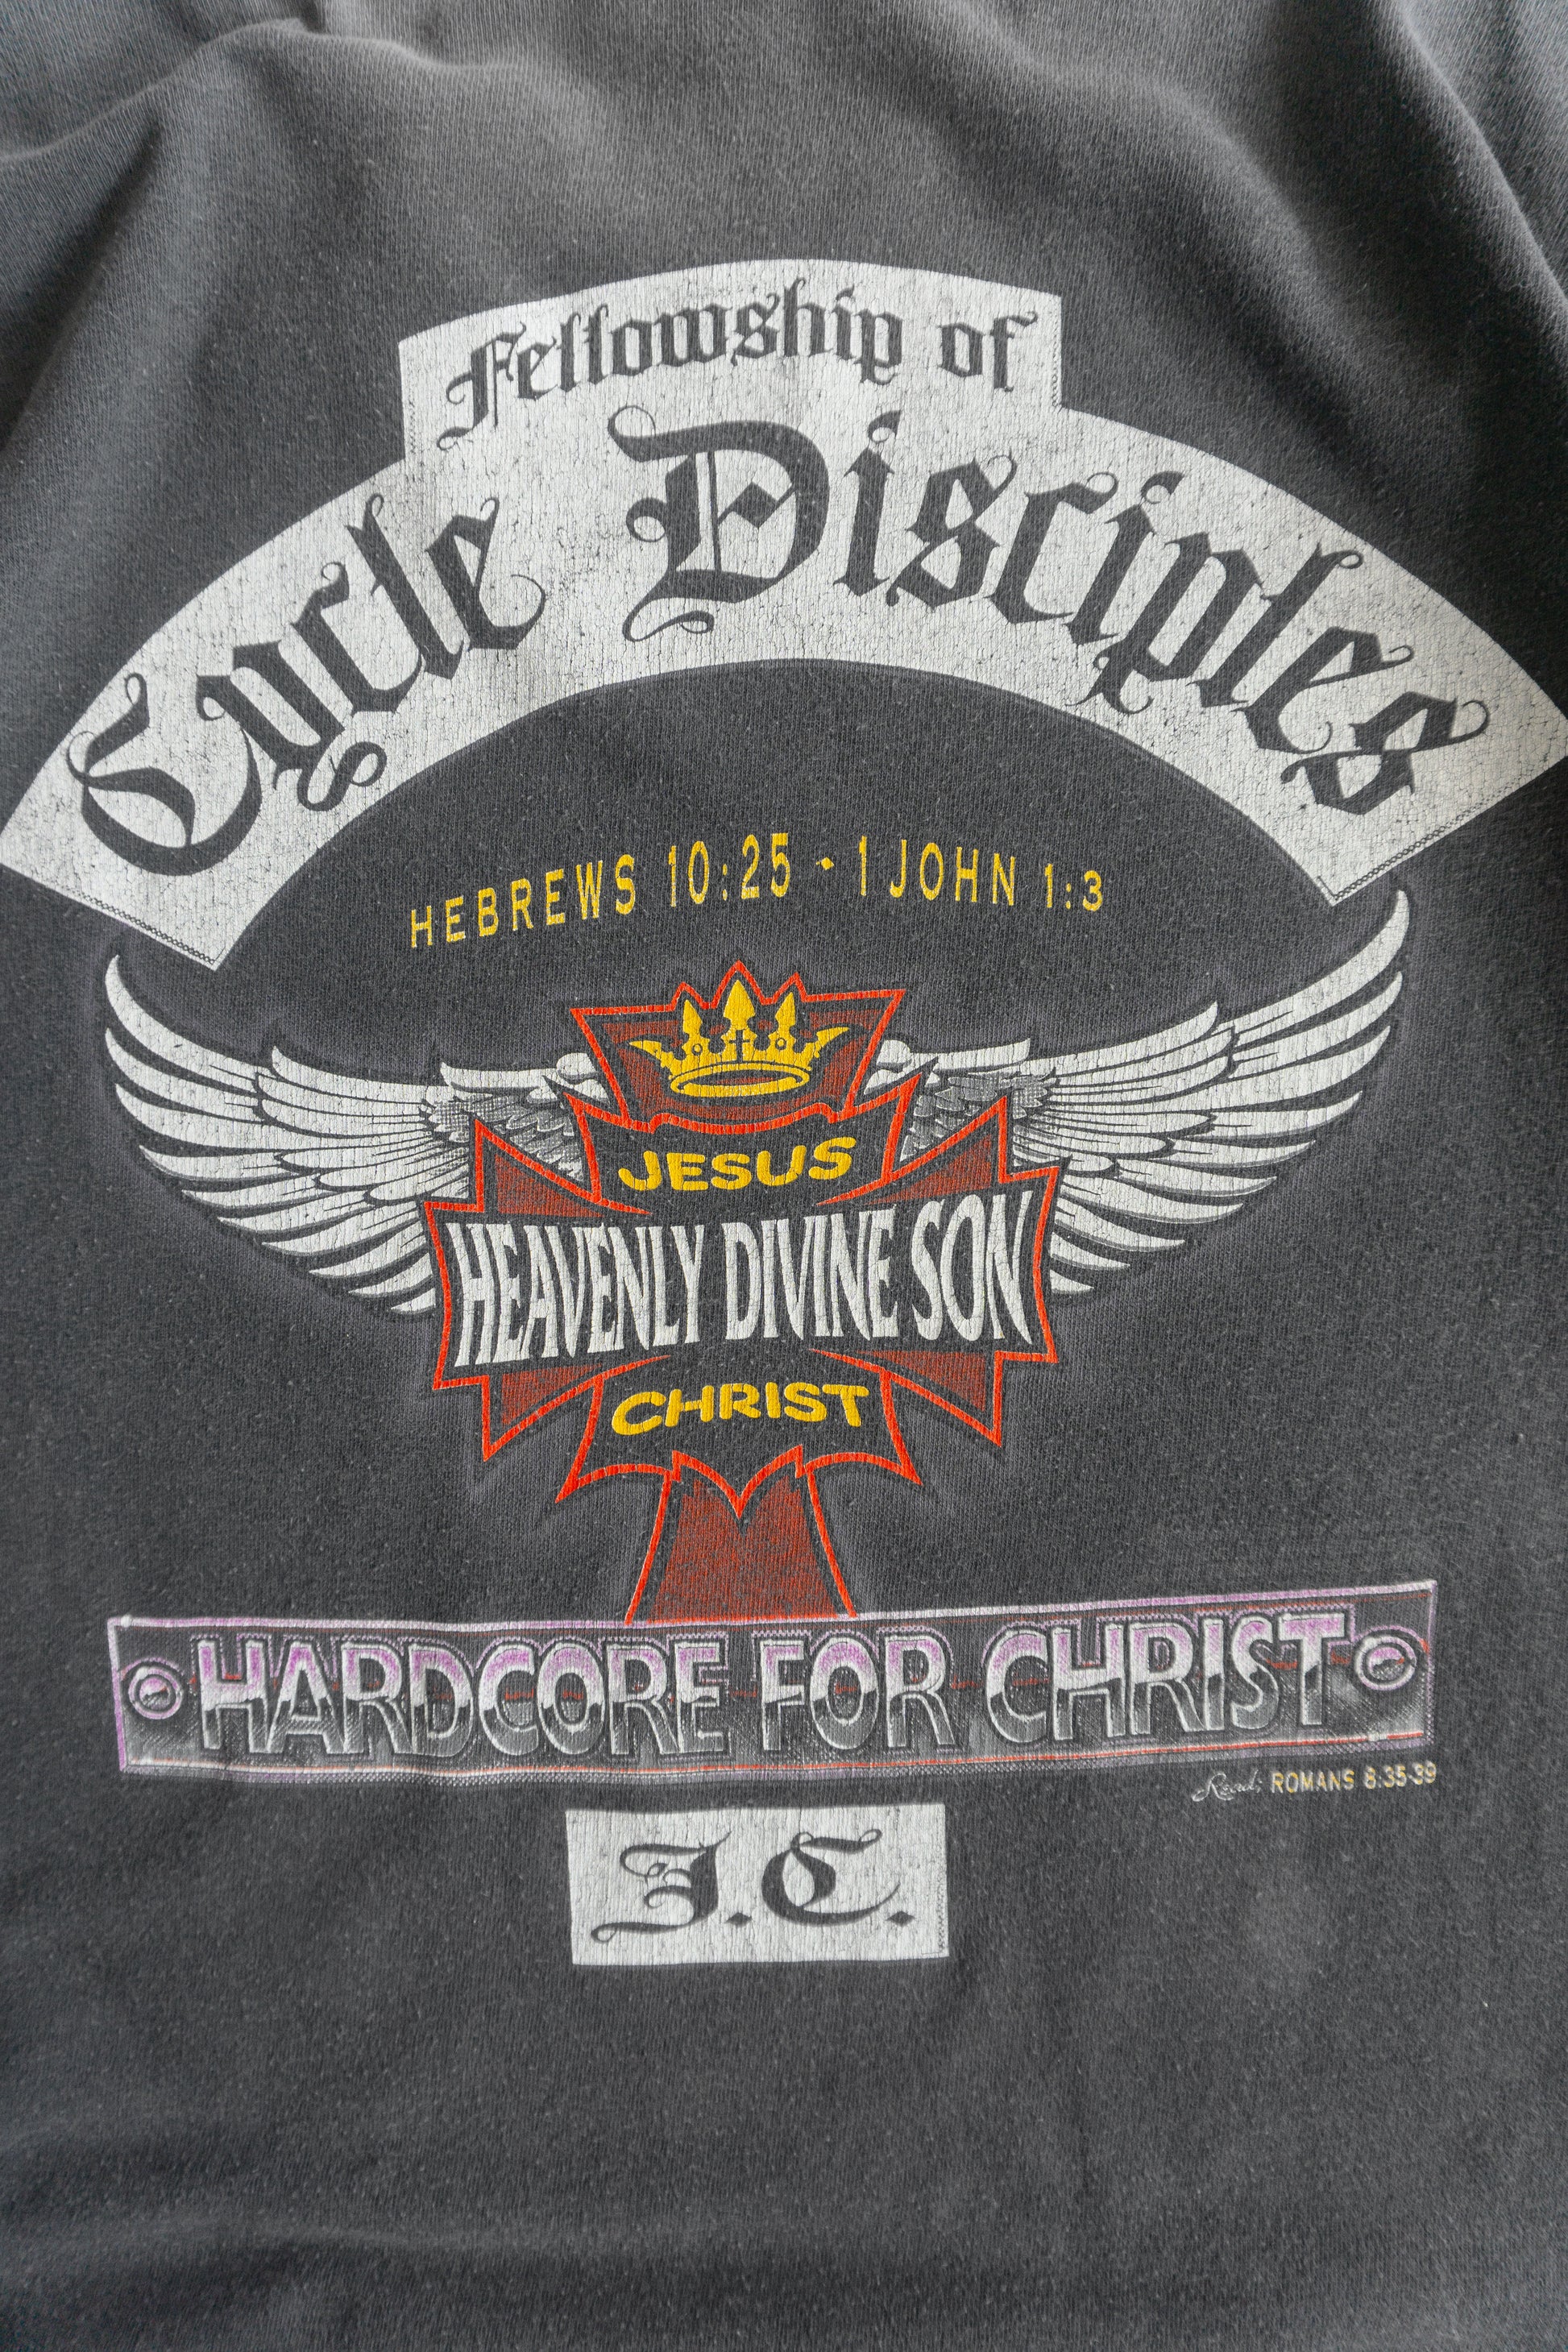 Fellowship of
Cycle Disciples
HEBREWS 10:25 • 1 JOHN 1:3
JESUS
HEAVENLY DIVINE SON
CHRIST
HARDCORE FOR CHRIST
Read: ROMANS 8:35-39
J.C.